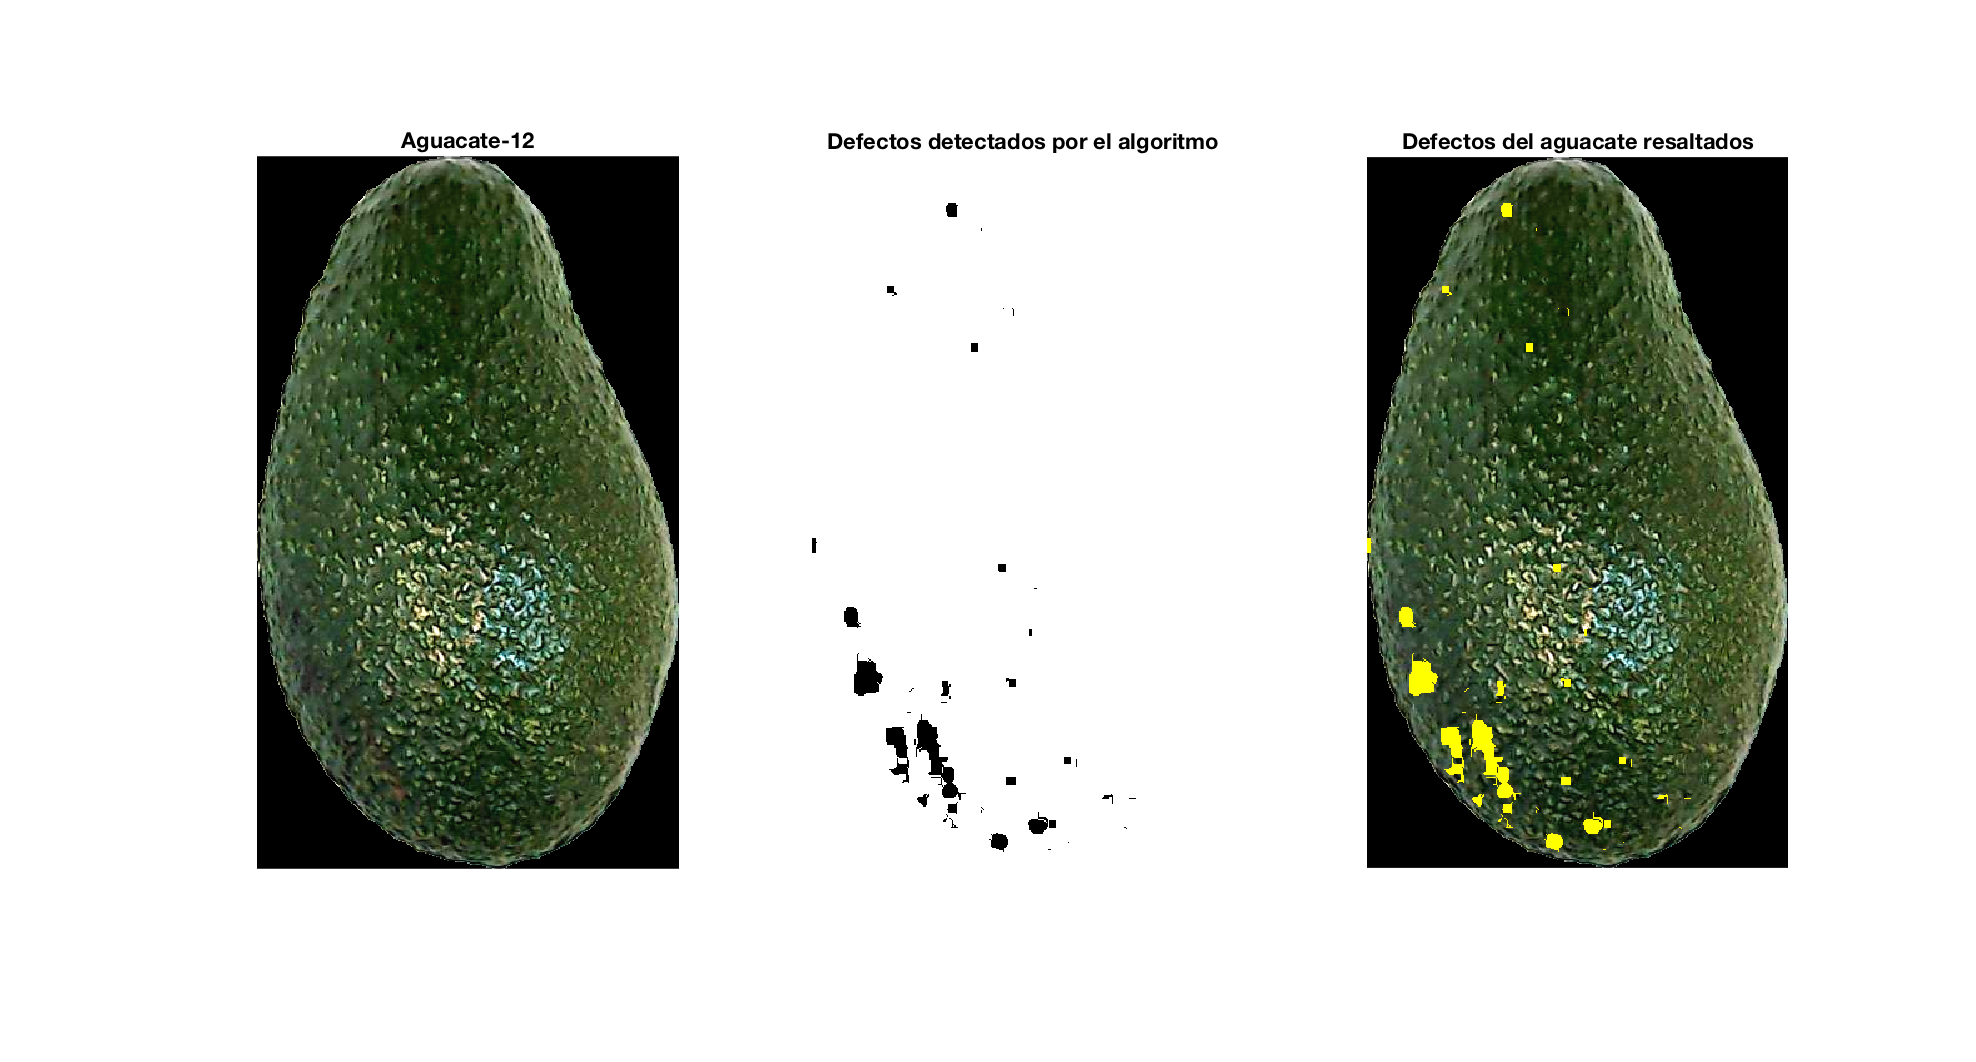 Aguacate-12
Defectos detectados por el algoritmo
Defectos del aguacate resaltados